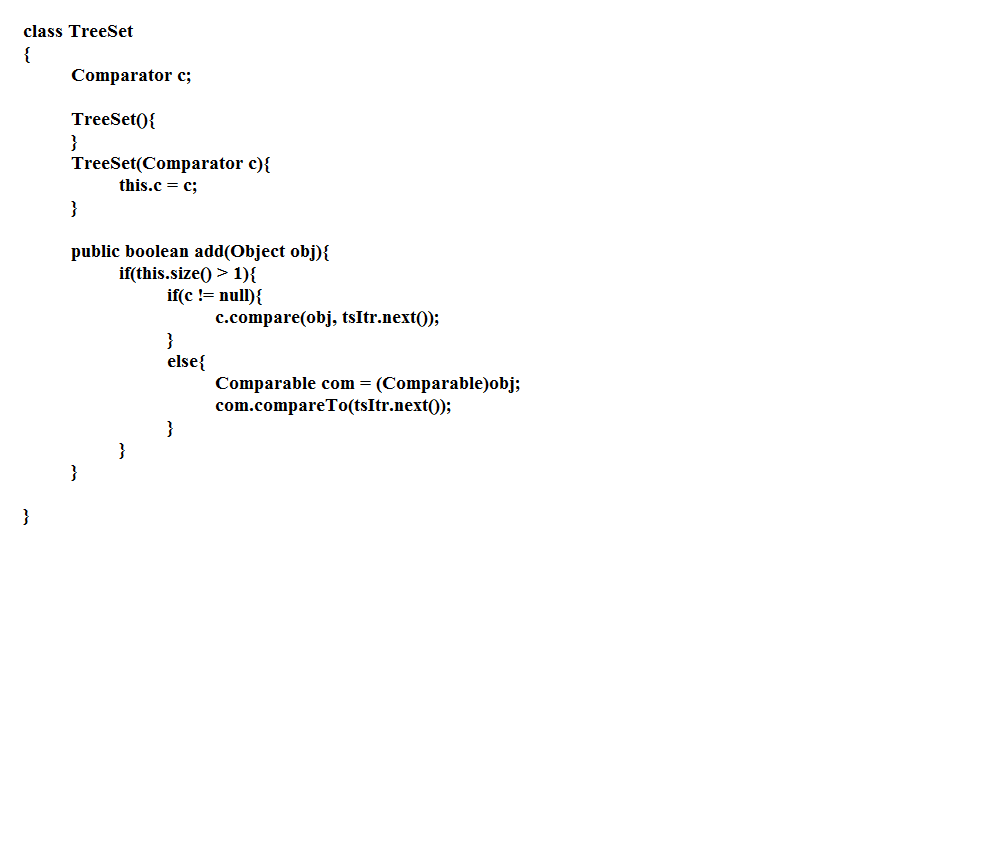 class TreeSet
{
Comparator c;
TreeSet(){
}
TreeSet(Comparator c){
this.c = c;
}
public boolean add(Object obj){
if(this.size() > 1){
if(c != null){
c.compare(obj, tsItr.next());
}
else{
Comparable com = (Comparable)obj;
com.compareTo(tsItr.next());
}
}
}
}